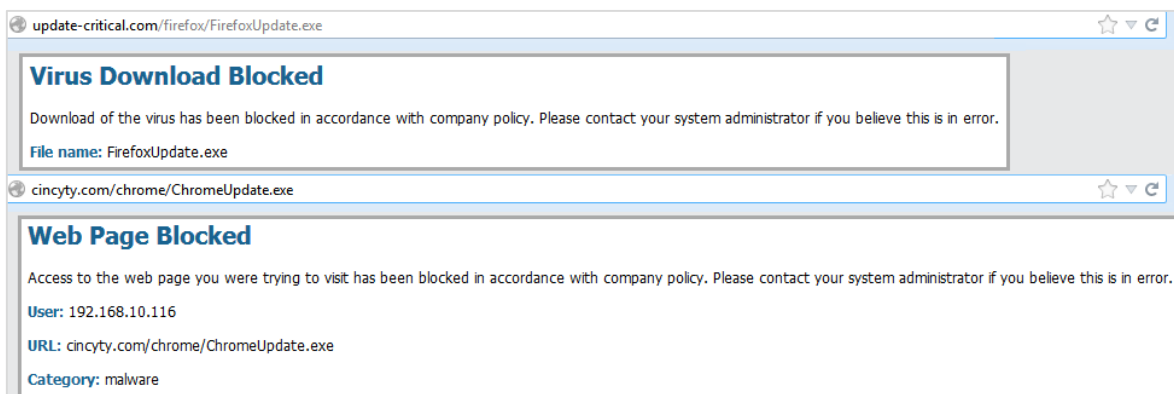 update-critical.com/firefox/FirefoxUpdate.exe
Virus Download Blocked
Download of the virus has been blocked in accordance with company policy. Please contact your system administrator if you believe this is in error.
File name: FirefoxUpdate.exe
cincyty.com/chrome/ChromeUpdate.exe
Web Page Blocked
Access to the web page you were trying to visit has been blocked in accordance with company policy. Please contact your system administrator if you believe this is in error.
User: 192.168.10.116
URL: cincyty.com/chrome/ChromeUpdate.exe
Category: malware